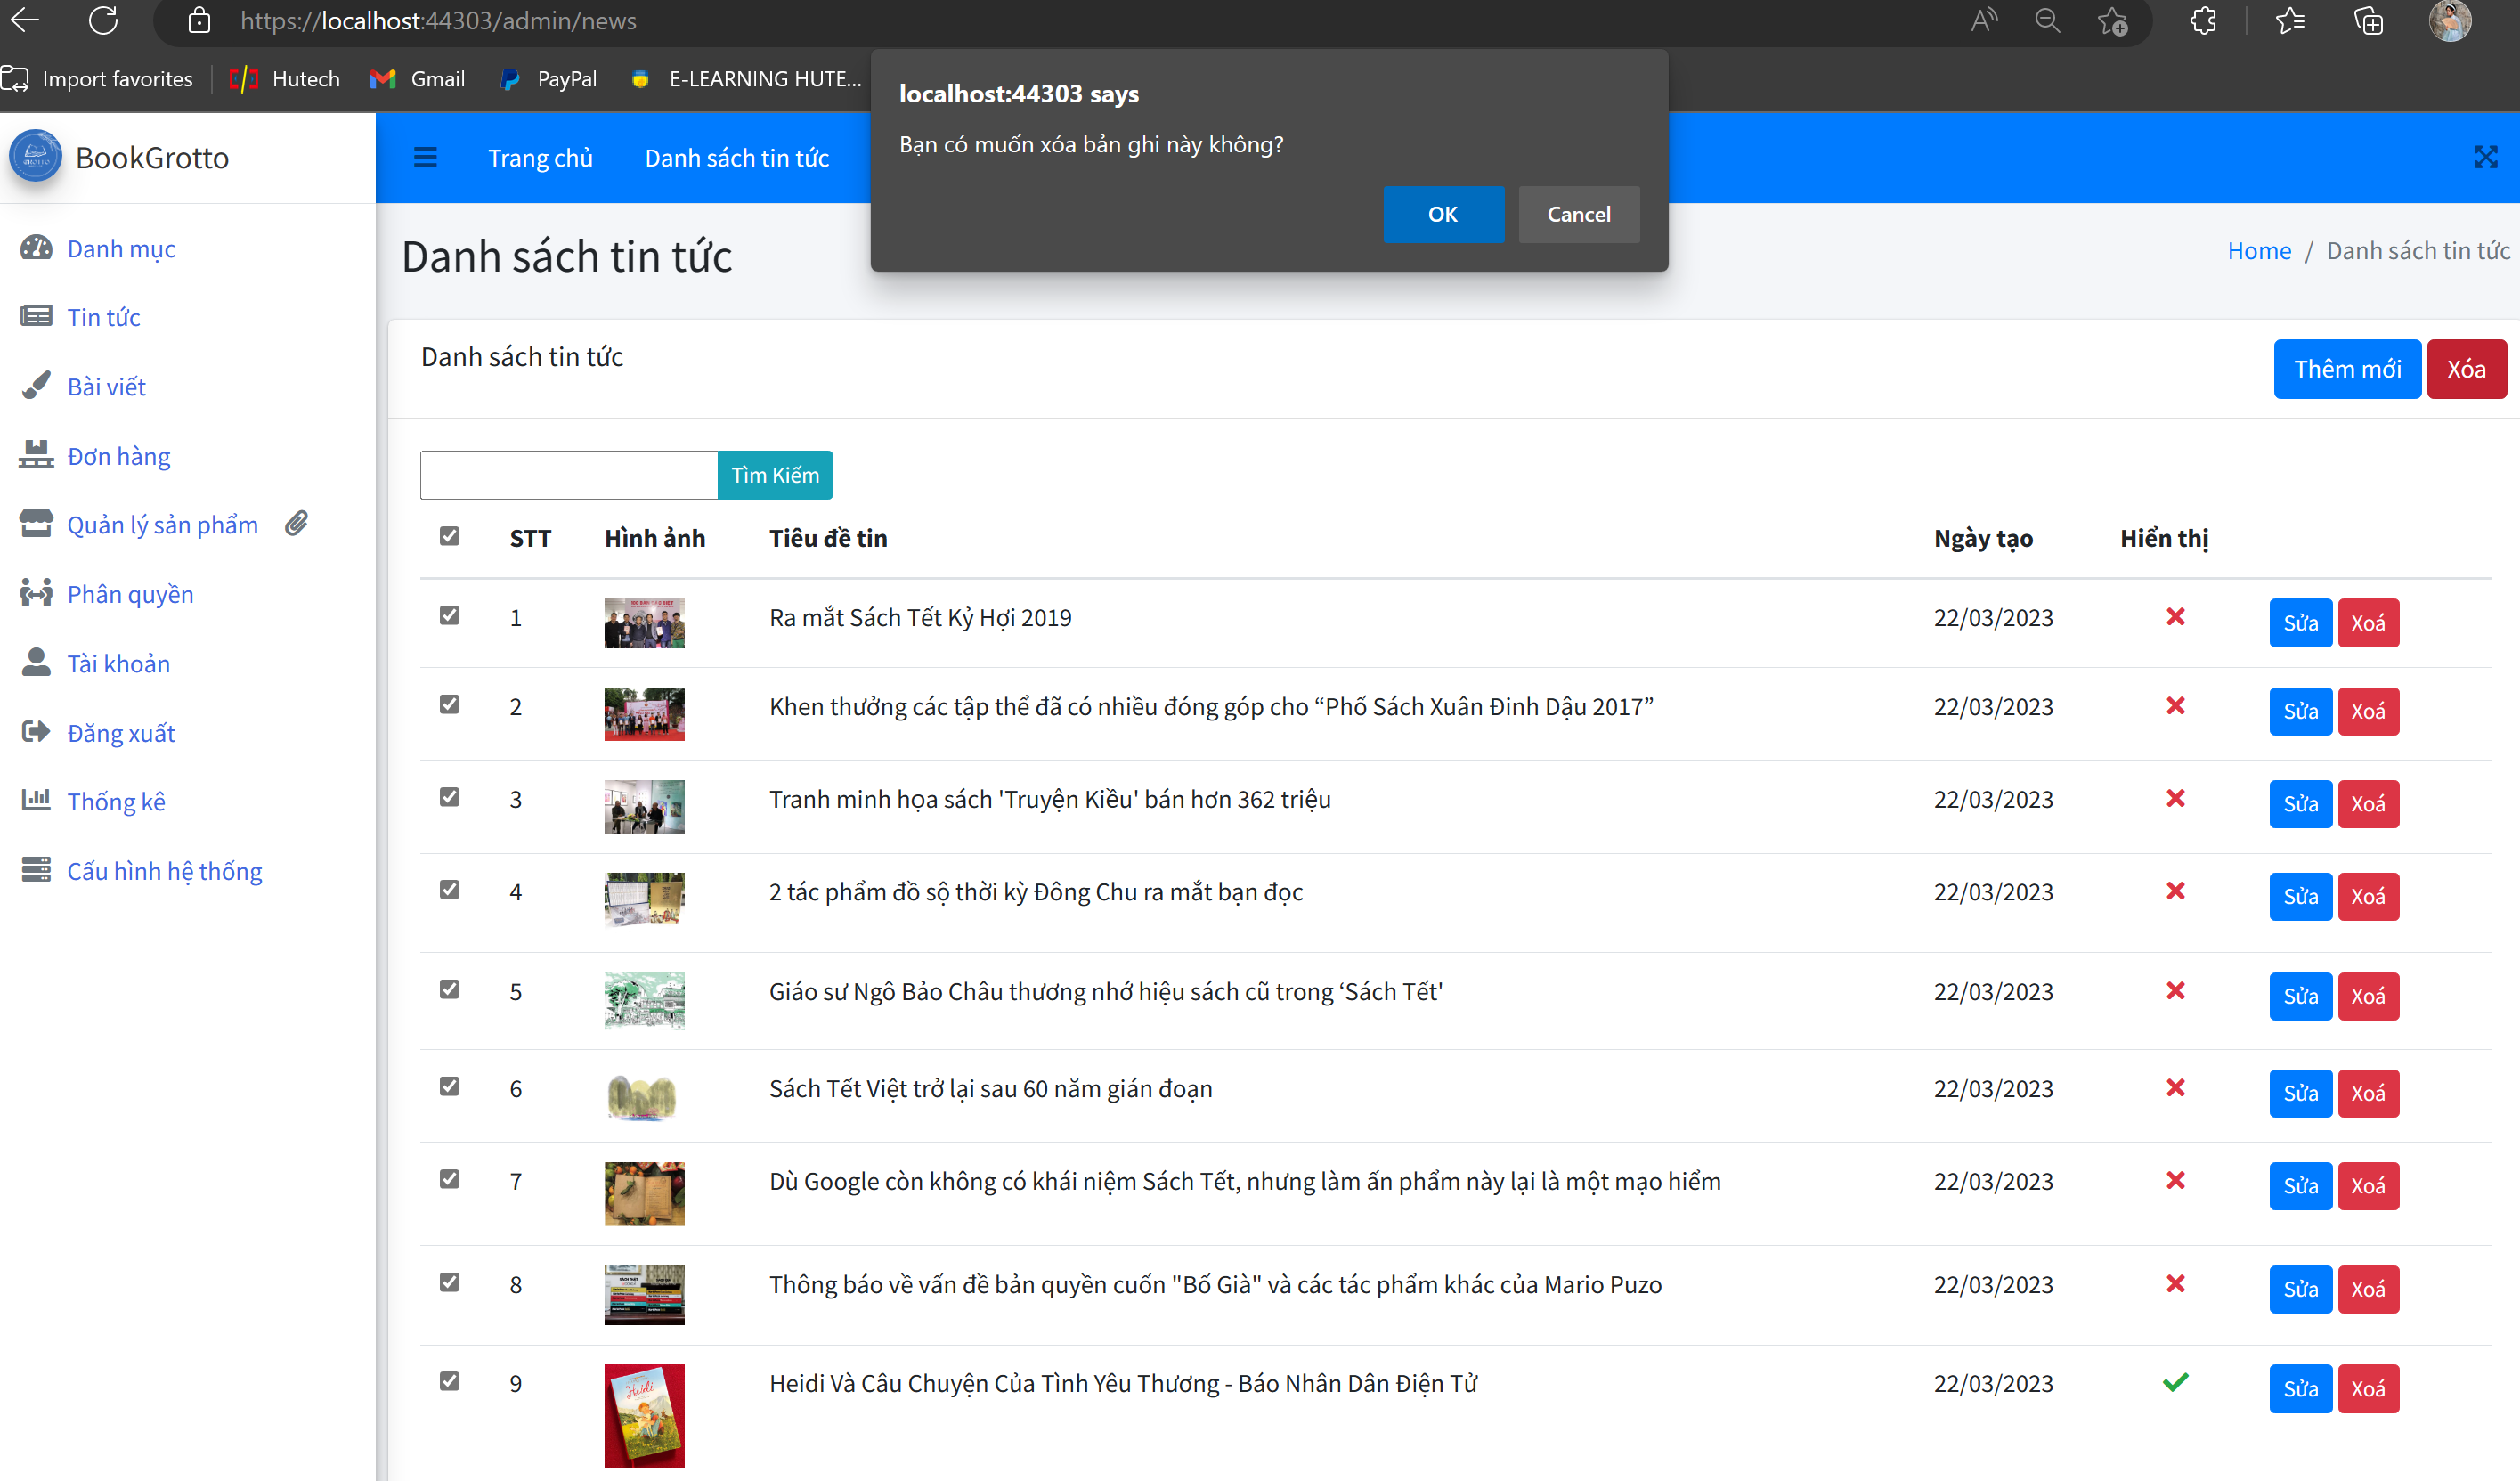 https://localhost:44303/admin/news
Import favorites
Hutech
Gmail
PayPal
E-LEARNING HUTE...
localhost:44303 says
Bạn có muốn xóa bản ghi này không?
OK
Cancel
BookGrotto
Trang chủ
Danh sách tin tức
Danh sách tin tức
Home / Danh sách tin tức
Danh mục
Tin tức
Bài viết
Đơn hàng
Quản lý sản phẩm
Phân quyền
Tài khoản
Đăng xuất
Thống kê
Cấu hình hệ thống
Danh sách tin tức
Thêm mới
Xóa
Tìm Kiếm
STT Hình ảnh Tiêu đề tin Ngày tạo Hiển thị
1 Ra mắt Sách Tết Kỷ Hợi 2019 22/03/2023 Sửa Xoá
2 Khen thưởng các tập thể đã có nhiều đóng góp cho “Phố Sách Xuân Đinh Dậu 2017” 22/03/2023 Sửa Xoá
3 Tranh minh họa sách 'Truyện Kiều' bán hơn 362 triệu 22/03/2023 Sửa Xoá
4 2 tác phẩm đồ sộ thời kỳ Đông Chu ra mắt bạn đọc 22/03/2023 Sửa Xoá
5 Giáo sư Ngô Bảo Châu thương nhớ hiệu sách cũ trong ‘Sách Tết' 22/03/2023 Sửa Xoá
6 Sách Tết Việt trở lại sau 60 năm gián đoạn 22/03/2023 Sửa Xoá
7 Dù Google còn không có khái niệm Sách Tết, nhưng làm ấn phẩm này lại là một mạo hiểm 22/03/2023 Sửa Xoá
8 Thông báo về vấn đề bản quyền cuốn "Bố Già" và các tác phẩm khác của Mario Puzo 22/03/2023 Sửa Xoá
9 Heidi Và Câu Chuyện Của Tình Yêu Thương - Báo Nhân Dân Điện Tử 22/03/2023 Sửa Xoá
Heidi